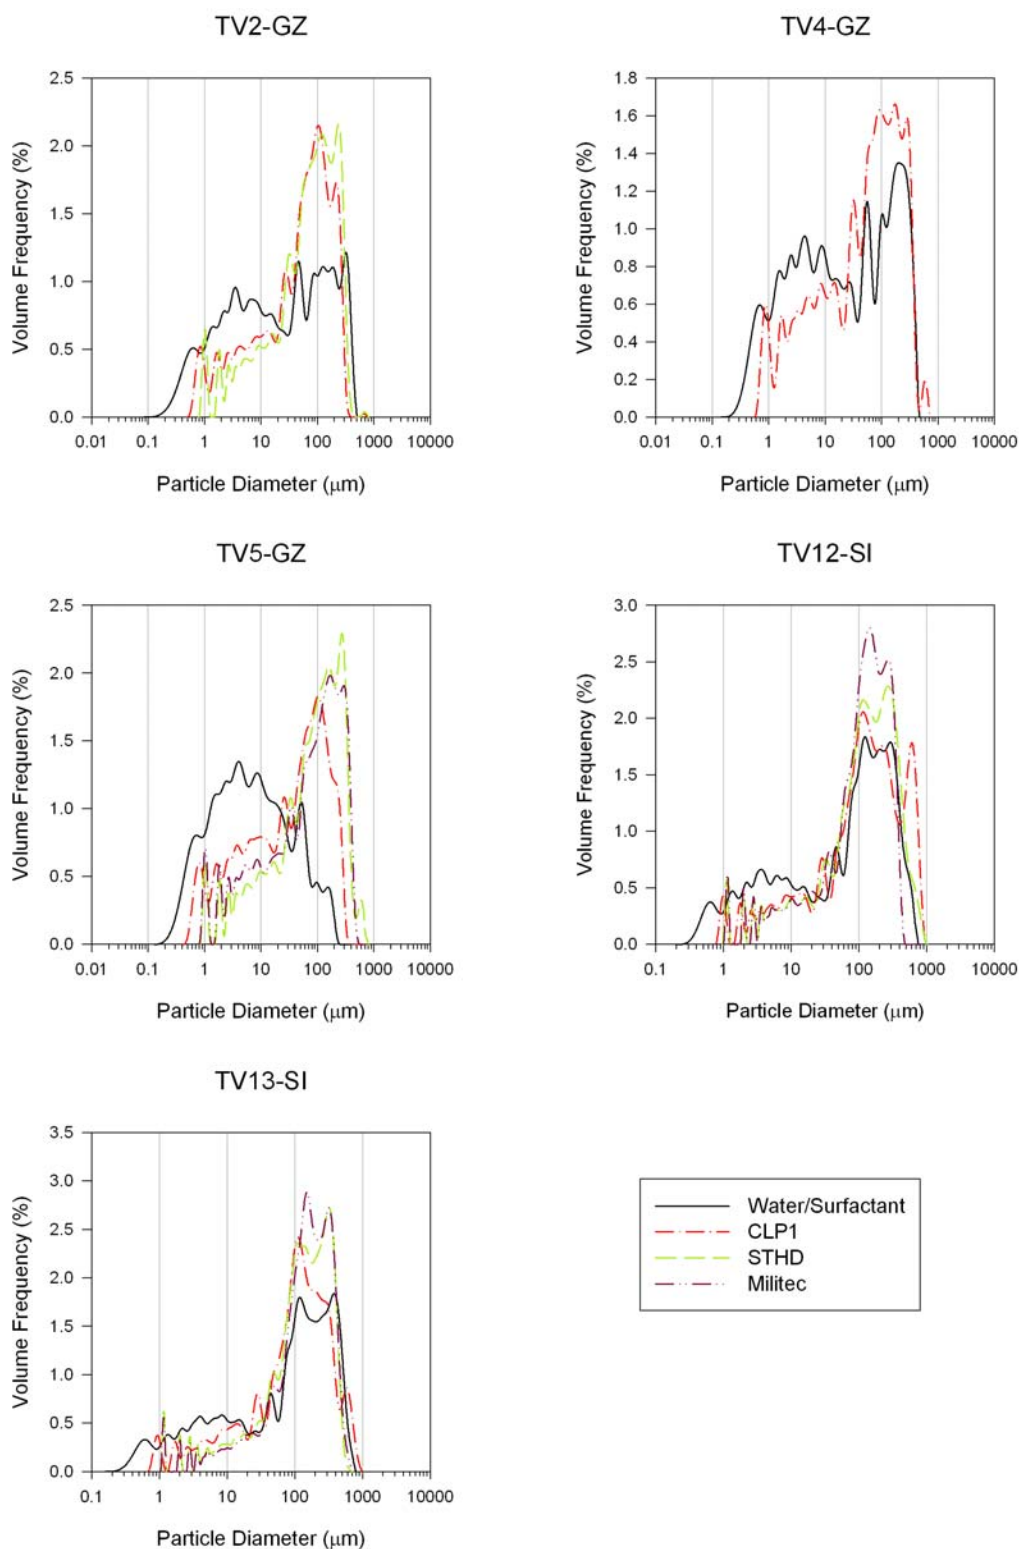 TV2-GZ
Volume Frequency (%)
2.5
2.0
1.5
1.0
0.5
0.0
0.01 0.1 1 10 100 1000 10000
Particle Diameter (μm)
TV4-GZ
Volume Frequency (%)
1.8
1.6
1.4
1.2
1.0
0.8
0.6
0.4
0.2
0.0
0.01 0.1 1 10 100 1000 10000
Particle Diameter (μm)
TV5-GZ
Volume Frequency (%)
2.5
2.0
1.5
1.0
0.5
0.0
0.01 0.1 1 10 100 1000 10000
Particle Diameter (μm)
TV12-SI
Volume Frequency (%)
3.0
2.5
2.0
1.5
1.0
0.5
0.0
0.1 1 10 100 1000 10000
Particle Diameter (μm)
TV13-SI
Volume Frequency (%)
3.5
3.0
2.5
2.0
1.5
1.0
0.5
0.0
0.1 1 10 100 1000 10000
Particle Diameter (μm)
Water/Surfactant
CLP1
STHD
Militec